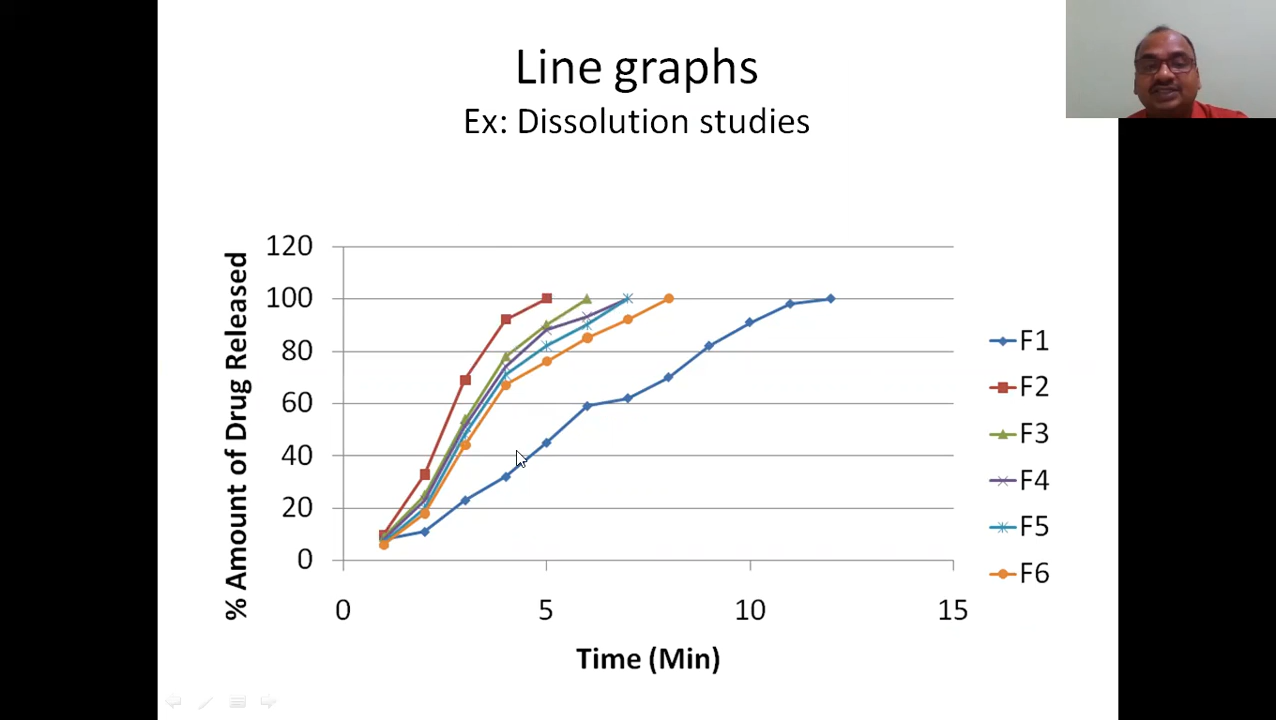 Line graphs
Ex: Dissolution studies
% Amount of Drug Released
120
100
80
60
40
20
0
0 5 10 15
Time (Min)
F1
F2
F3
F4
F5
F6